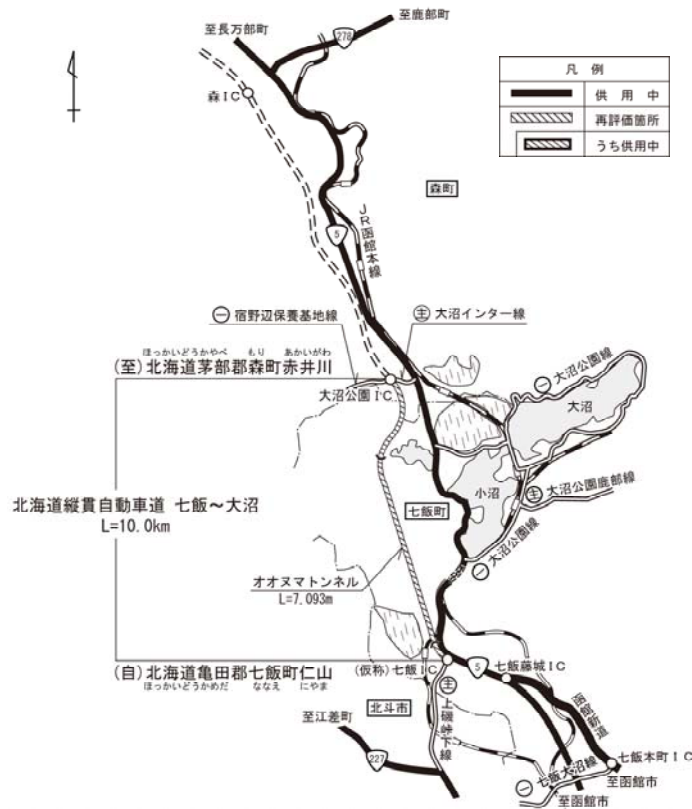 至鹿部町
至長万部町
278
凡 例
供 用 中
再評価箇所
うち供用中
森IC
森町
JR函館本線
5
一 宿野辺保養基地線
主 大沼インター線
ほっかいどうかやべ もり あかいがわ
(至)北海道茅部郡森町赤井川
大沼公園IC
一 大沼公園線
大沼
北海道縦貫自動車道 七飯～大沼
L=10.0km
七飯町
小沼
主 大沼公園鹿部線
一 大沼公園線
オオヌマトンネル
L=7,093m
(自)北海道亀田郡七飯町仁山
ほっかいどうかめだ ななえ にやま
(仮称)七飯IC
5
七飯藤城IC
主 上磯峠下線
北斗市
函館新道
至江差町
227
七飯本町IC
一 七飯大沼線
至函館市
至函館市